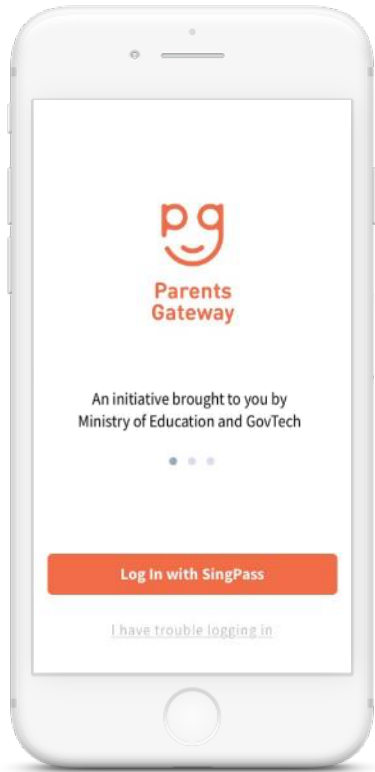 pg
Parents
Gateway
An initiative brought to you by
Ministry of Education and GovTech
Log In with SingPass
I have trouble logging in